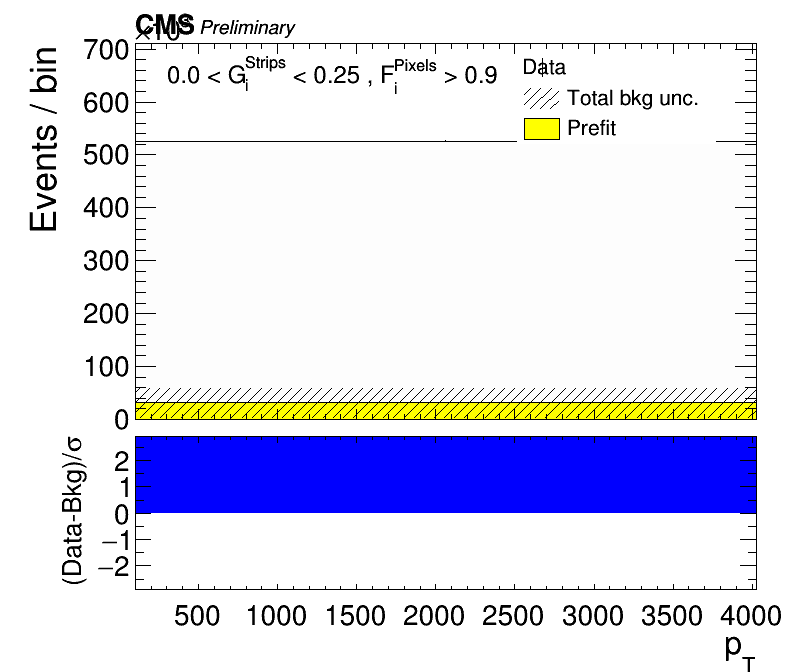 CMS Preliminary
×10
700
0.0 < G_i^Strips < 0.25 , F_i^Pixels > 0.9
Data
Total bkg unc.
Prefit
600
500
400
300
200
100
0
Events / bin
2
1
0
−1
−2
(Data-Bkg)/σ
500 1000 1500 2000 2500 3000 3500 4000
p_T